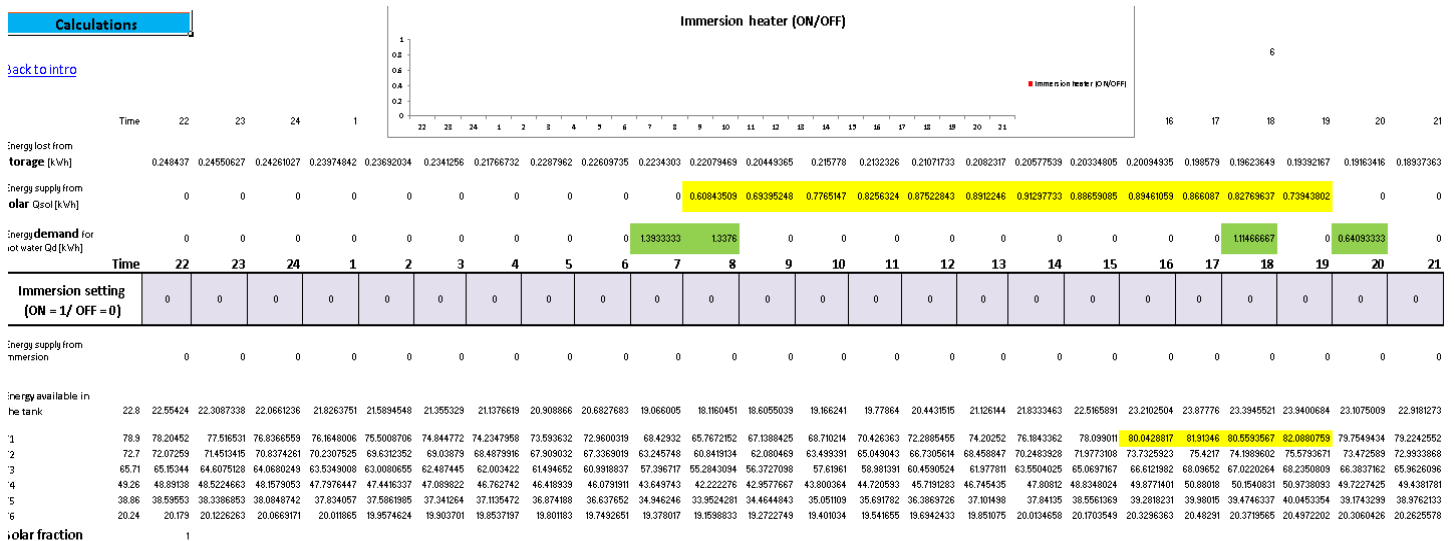 Calculations
Immersion heater (ON/OFF)
1
0.8
0.6
0.4
0.2
Immersion heater (ON/OFF)
6
Back to intro
22 23 24 1 2 3 4 5 6 7 8 9 10 11 12 13 14 15 16 17 18 19 20 21
Time 22 23 24 1 16 17 18 19 20 21
Energy lost from
torage [kWh] 0.248437 0.24550627 0.24261027 0.23974842 0.23692034 0.2341256 0.21766732 0.2287962 0.22609735 0.2234303 0.22079469 0.20449365 0.215778 0.2132326 0.21071733 0.2082317 0.20577539 0.20334805 0.20094935 0.198579 0.19623649 0.19392167 0.19163416 0.18937363
Energy supply from
olar Qsol [kWh] 0 0 0 0 0 0 0 0 0 0 0.60843509 0.69395248 0.7765147 0.8256324 0.87522843 0.8912246 0.91297733 0.88659085 0.89461059 0.866087 0.82769637 0.73943802 0 0
Energy demand for
hot water Qd [kWh] 0 0 0 0 0 0 0 0 0 1.3933333 1.3376 0 0 0 0 0 0 0 0 0 1.11466667 0 0.64093333 0
Time 22 23 24 1 2 3 4 5 6 7 8 9 10 11 12 13 14 15 16 17 18 19 20 21
Immersion setting
(ON = 1/ OFF = 0) 0 0 0 0 0 0 0 0 0 0 0 0 0 0 0 0 0 0 0 0 0 0 0 0
Energy supply from
mmersion 0 0 0 0 0 0 0 0 0 0 0 0 0 0 0 0 0 0 0 0 0 0 0 0
Energy available in
he tank 22.8 22.55424 22.3087338 22.0661236 21.8263751 21.5894548 21.355329 21.1376619 20.908866 20.6827683 19.066005 18.1160451 18.6055039 19.166241 19.77864 20.4431515 21.126144 21.8333463 22.5165891 23.2102504 23.87776 23.3945521 23.9400684 23.1075009 22.9181273
1 78.9 78.20452 77.516531 76.8366559 76.1648006 75.5008706 74.844772 74.2347958 73.593632 72.9600319 68.42932 65.7672152 67.1388425 68.710214 70.426363 72.2885455 74.20252 76.1843362 78.099011 80.0428817 81.91346 80.5593567 82.0880759 79.7549434 79.2242552
2 72.7 72.07259 71.4513415 70.8374261 70.2307525 69.6312352 69.03879 68.4879916 67.909032 67.3369019 63.245768 60.8419134 62.080469 63.499391 65.049043 66.7305614 68.458847 70.2483928 71.9773108 73.7325923 75.4217 74.1989602 75.5793671 73.4725589 72.9933868
3 65.71 65.15344 64.6075128 64.0680249 63.5349008 63.0080655 62.487445 62.003422 61.494652 60.9918837 57.396717 55.2843094 56.3727098 57.61961 58.981391 60.4590524 61.977811 63.5504025 65.0697167 66.6121982 68.09652 67.0220264 68.2350809 66.3837162 65.9626096
4 49.26 48.89138 48.5224663 48.1579053 47.7976447 47.4416337 47.089822 46.762742 46.418939 46.0791911 43.649743 42.222276 42.9577667 43.800364 44.720593 45.7191283 46.745435 47.80812 48.8348024 49.8771401 50.88018 50.1540831 50.9738093 49.7227425 49.4381781
5 38.86 38.59553 38.3386853 38.0848742 37.834057 37.5861985 37.341264 37.1135472 36.874188 36.637652 34.946246 33.9524281 34.4644843 35.051109 35.691782 36.3869726 37.101498 37.84135 38.5561369 39.2818231 39.98015 39.4746337 40.0453354 39.1743299 38.9762133
6 20.24 20.179 20.1226263 20.0669171 20.011865 19.9574624 19.903701 19.8537197 19.801183 19.7492651 19.378017 19.1599833 19.2722749 19.401034 19.541655 19.6942433 19.851075 20.0134658 20.1703549 20.3296363 20.48291 20.3719565 20.4972202 20.3060426 20.2625578
olar fraction 1